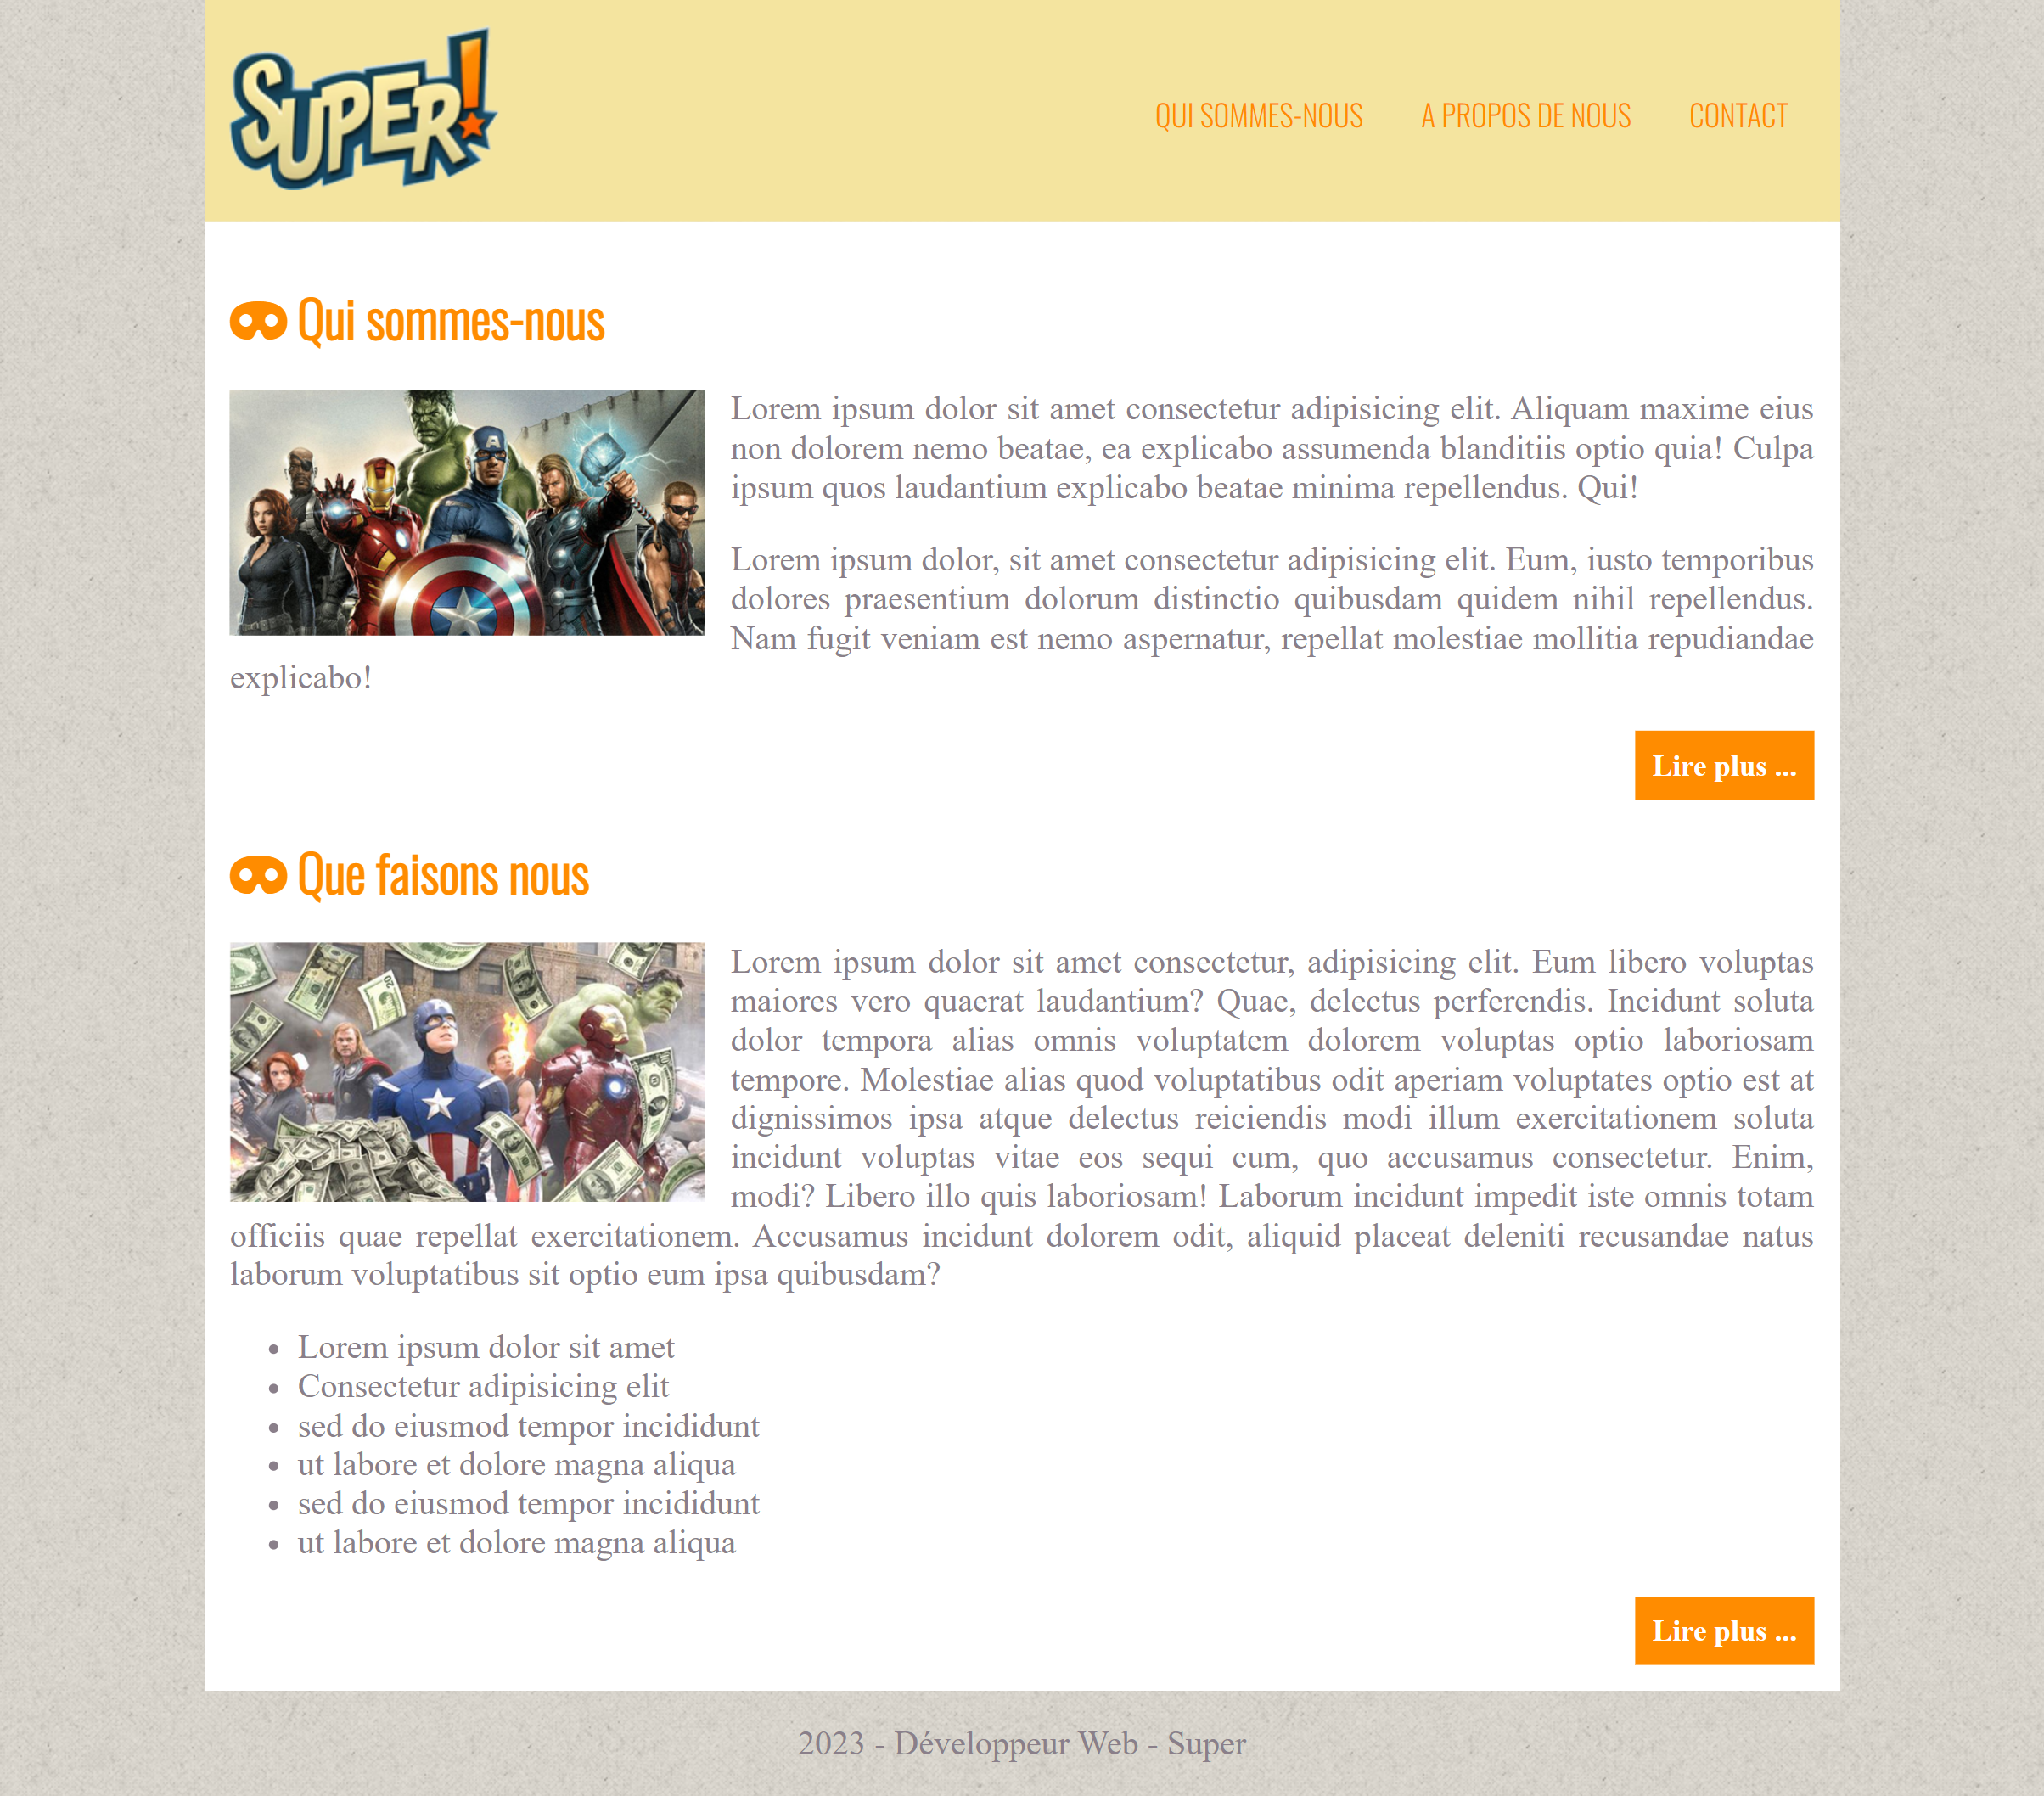 SUPER!
QUI SOMMES-NOUS A PROPOS DE NOUS CONTACT
Qui sommes-nous
Lorem ipsum dolor sit amet consectetur adipisicing elit. Aliquam maxime eius
non dolorem nemo beatae, ea explicabo assumenda blanditiis optio quia! Culpa
ipsum quos laudantium explicabo beatae minima repellendus. Qui!
Lorem ipsum dolor, sit amet consectetur adipisicing elit. Eum, iusto temporibus
dolores praesentium dolorum distinctio quibusdam quidem nihil repellendus.
Nam fugit veniam est nemo aspernatur, repellat molestiae mollitia repudiandae
explicabo!
Lire plus ...
Que faisons nous
Lorem ipsum dolor sit amet consectetur, adipisicing elit. Eum libero voluptas
maiores vero quaerat laudantium? Quae, delectus perferendis. Incidunt soluta
dolor tempora alias omnis voluptatem dolorem voluptas optio laboriosam
tempore. Molestiae alias quod voluptatibus odit aperiam voluptates optio est at
dignissimos ipsa atque delectus reiciendis modi illum exercitationem soluta
incidunt voluptas vitae eos sequi cum, quo accusamus consectetur. Enim,
modi? Libero illo quis laboriosam! Laborum incidunt impedit iste omnis totam
officiis quae repellat exercitationem. Accusamus incidunt dolorem odit, aliquid placeat deleniti recusandae natus
laborum voluptatibus sit optio eum ipsa quibusdam?
• Lorem ipsum dolor sit amet
• Consectetur adipisicing elit
• sed do eiusmod tempor incididunt
• ut labore et dolore magna aliqua
• sed do eiusmod tempor incididunt
• ut labore et dolore magna aliqua
Lire plus ...
2023 - Développeur Web - Super